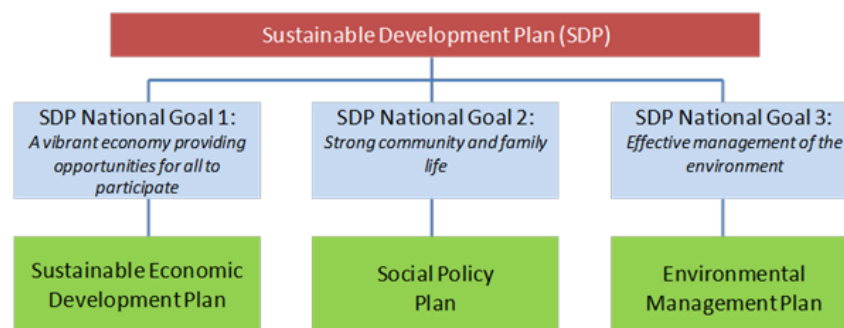 Sustainable Development Plan (SDP)
SDP National Goal 1:
A vibrant economy providing
opportunities for all to
participate
SDP National Goal 2:
Strong community and family
life
SDP National Goal 3:
Effective management of the
environment
Sustainable Economic
Development Plan
Social Policy
Plan
Environmental
Management Plan